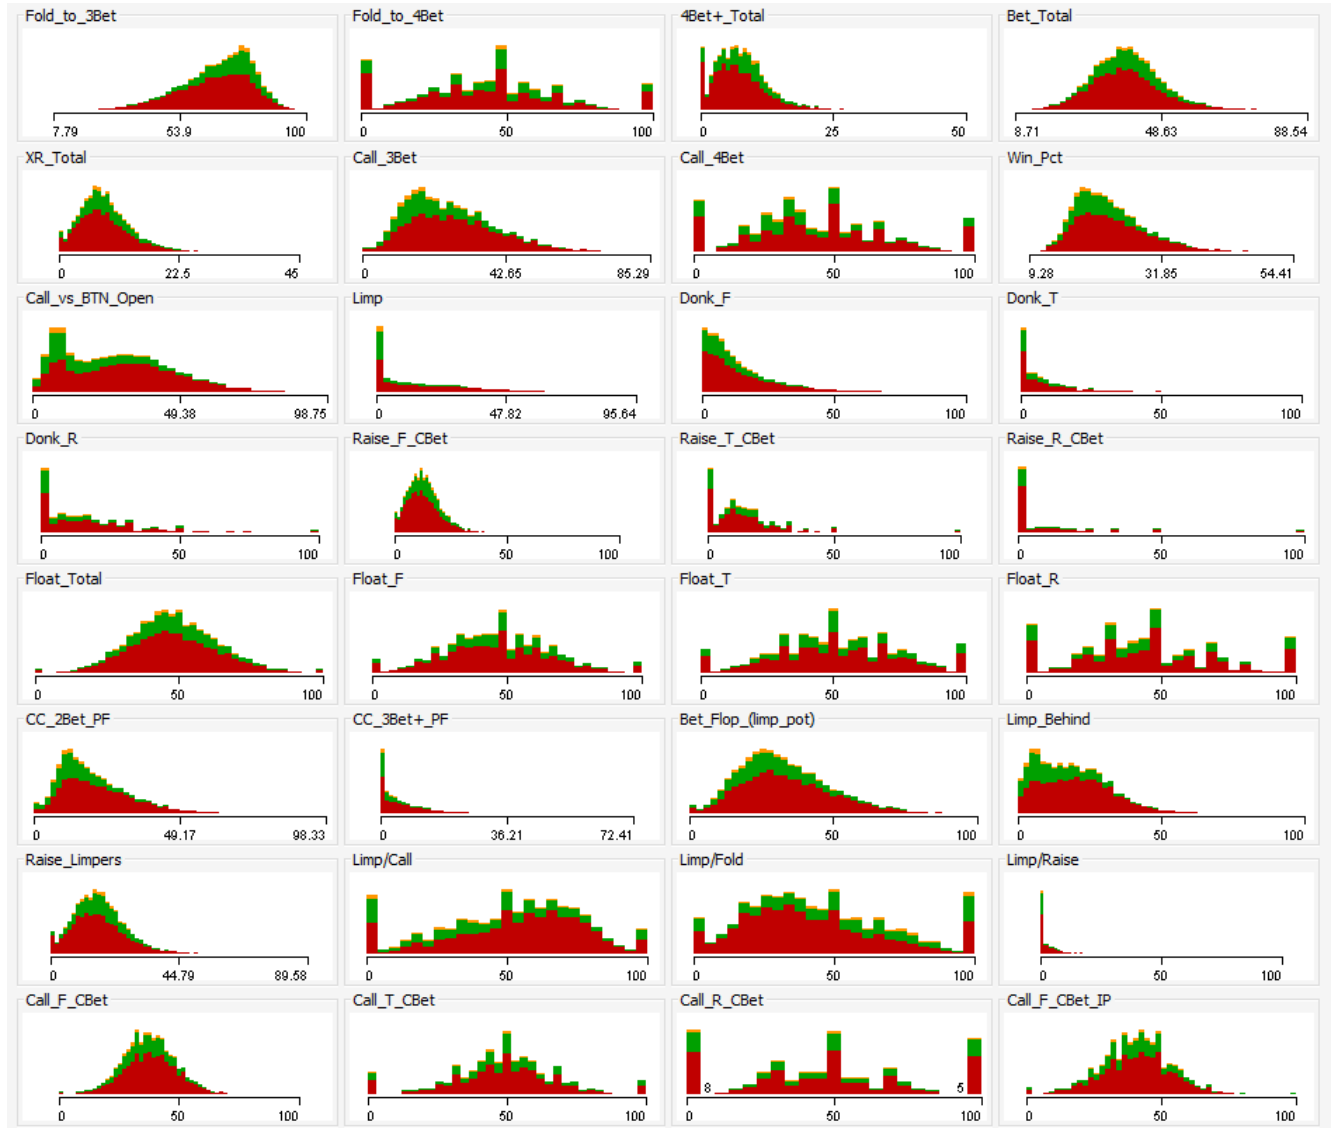 Fold_to_3Bet Fold_to_4Bet 4Bet+_Total Bet_Total
7.79 53.9 100 0 50 100 0 25 50 8.71 48.63 88.54
XR_Total Call_3Bet Call_4Bet Win_Pct
0 22.5 45 0 42.65 85.29 0 50 100 9.28 31.85 54.41
Call_vs_BTN_Open Limp Donk_F Donk_T
0 49.38 98.75 0 47.82 95.64 0 50 100 0 50 100
Donk_R Raise_F_CBet Raise_T_CBet Raise_R_CBet
0 50 100 0 50 100 0 50 100 0 50 100
Float_Total Float_F Float_T Float_R
0 50 100 0 50 100 0 50 100 0 50 100
CC_2Bet_PF CC_3Bet+_PF Bet_Flop_(limp_pot) Limp_Behind
0 49.17 98.33 0 36.21 72.41 0 50 100 0 50 100
Raise_Limpers Limp/Call Limp/Fold Limp/Raise
0 44.79 89.58 0 50 100 0 50 100 0 50 100
Call_F_CBet Call_T_CBet Call_R_CBet Call_F_CBet_IP
8 5
0 50 100 0 50 100 0 50 100 0 50 100